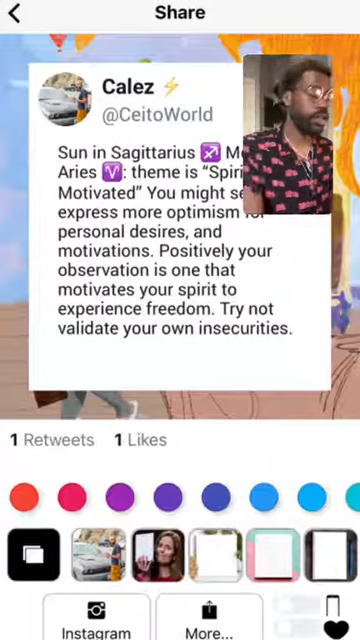 Share
Calez ⚡
@CeitoWorld
Sun in Sagittarius ♐
Aries ♈: theme is “Spiri
Motivated” You might se
express more optimism for
personal desires, and
motivations. Positively your
observation is one that
motivates your spirit to
experience freedom. Try not
validate your own insecurities.
1 Retweets 1 Likes
Instagram
More...